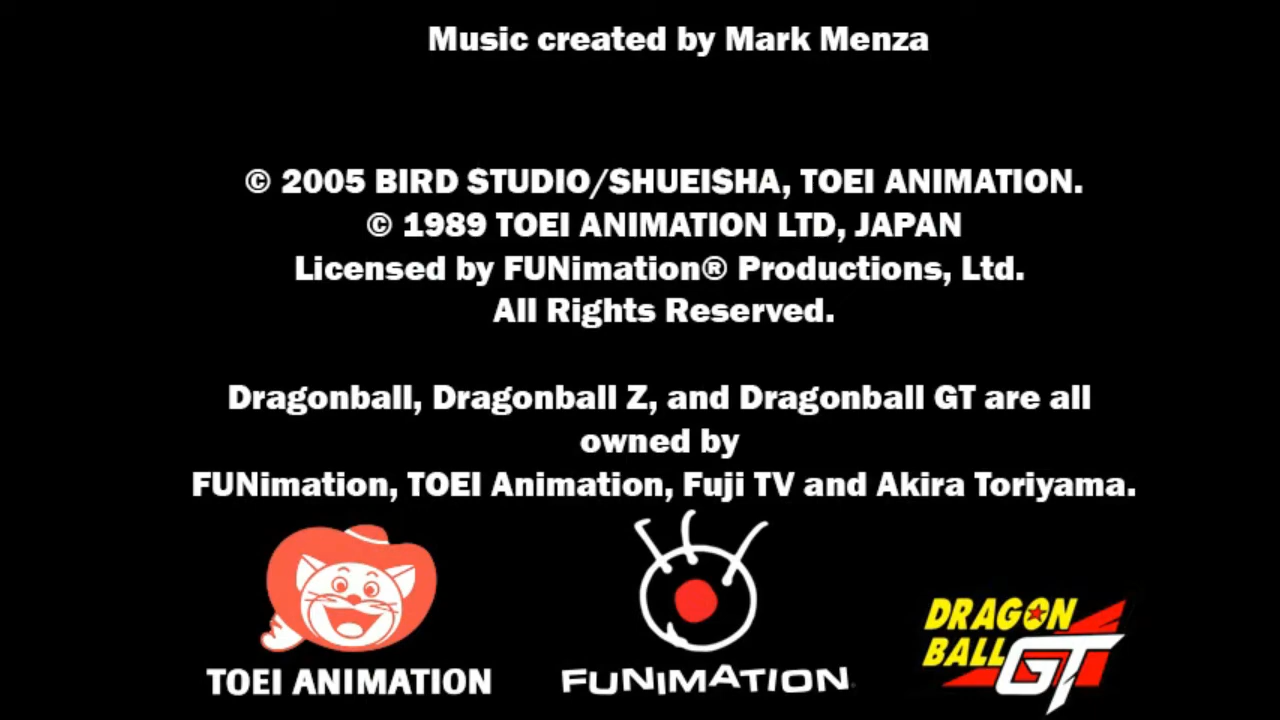 Music created by Mark Menza
© 2005 BIRD STUDIO/SHUEISHA, TOEI ANIMATION.
© 1989 TOEI ANIMATION LTD, JAPAN
Licensed by FUNimation® Productions, Ltd.
All Rights Reserved.
Dragonball, Dragonball Z, and Dragonball GT are all
owned by
FUNimation, TOEI Animation, Fuji TV and Akira Toriyama.
TOEI ANIMATION
FUNIMATION
DRAGON
BALL GT